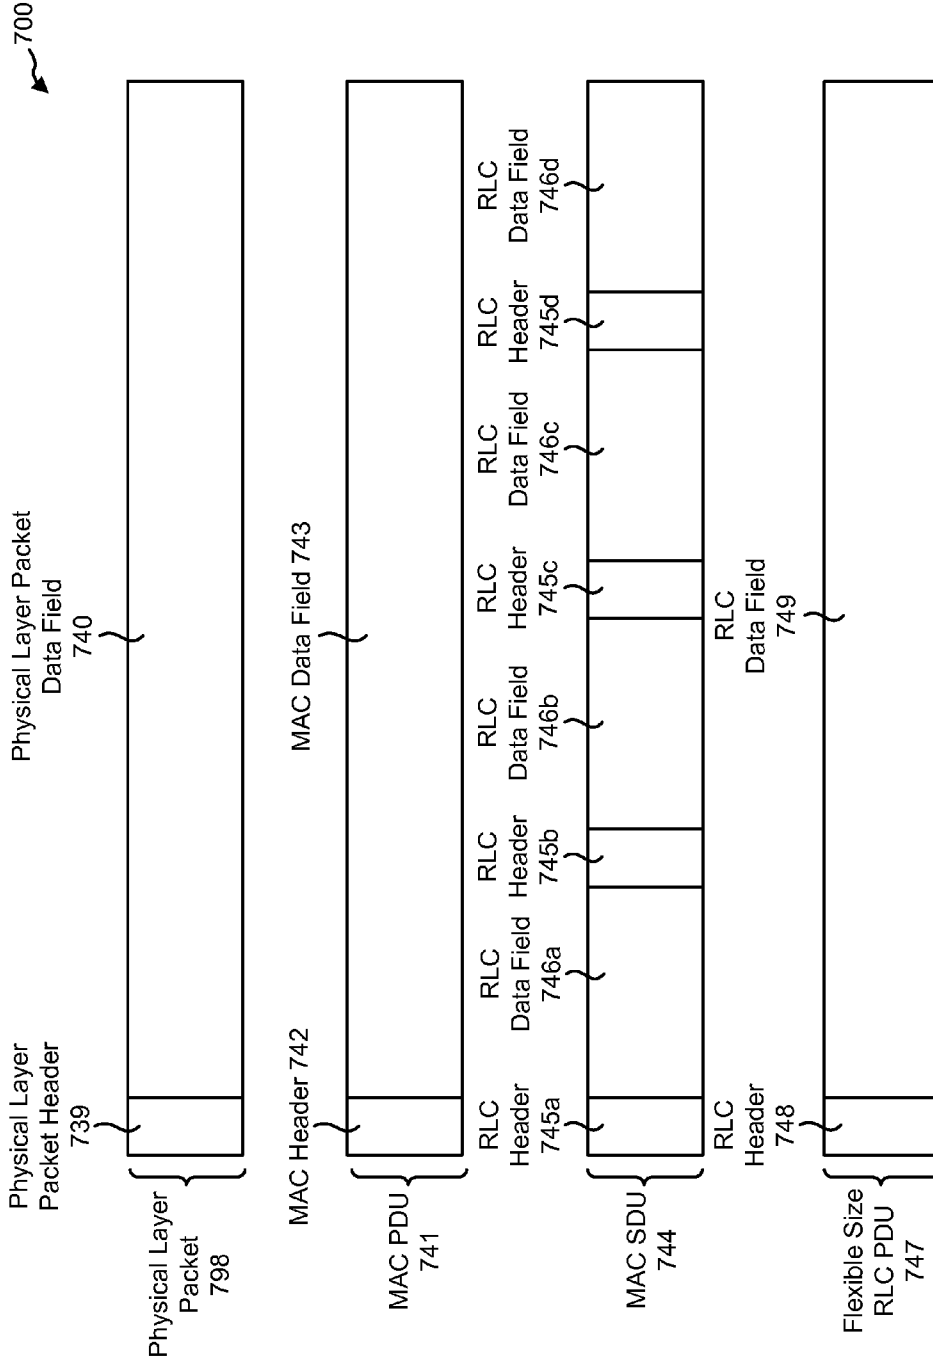 700
Physical Layer
Packet Header
739
Physical Layer Packet
Data Field
740
Physical Layer
Packet
798
MAC Header 742
MAC Data Field 743
MAC PDU
741
RLC
Header
745a
RLC
Data Field
746a
RLC
Header
745b
RLC
Data Field
746b
RLC
Header
745c
RLC
Data Field
746c
RLC
Header
745d
RLC
Data Field
746d
MAC SDU
744
RLC
Header
748
RLC
Data Field
749
Flexible Size
RLC PDU
747